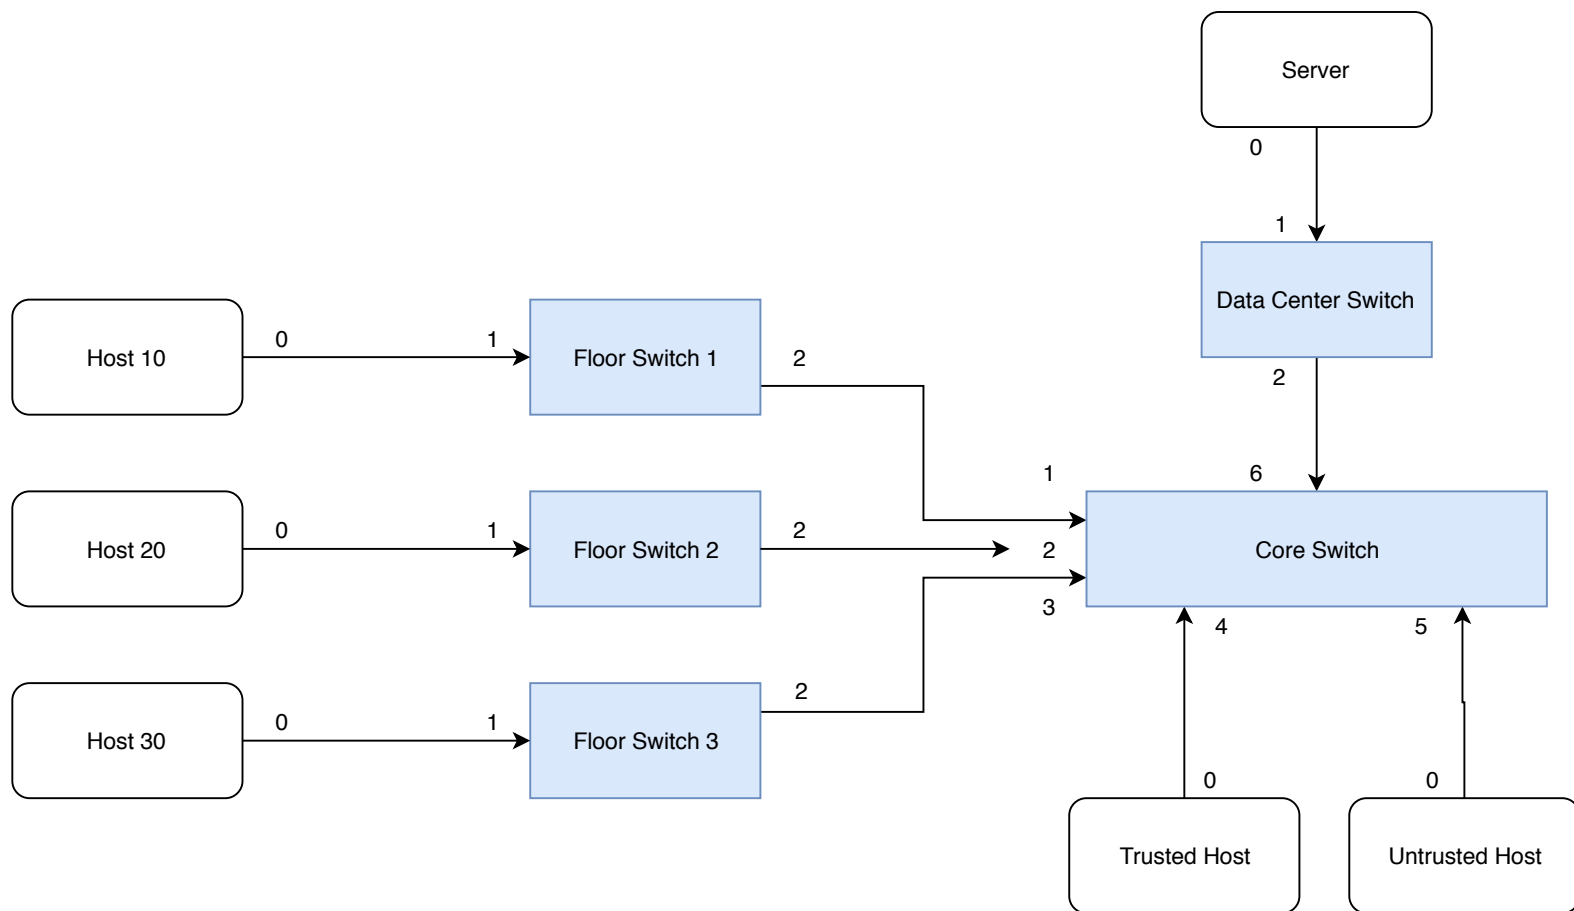 Server
0
1
Data Center Switch
2
6
Host 10
0
1
Floor Switch 1
2
1
Host 20
0
1
Floor Switch 2
2
2
Core Switch
3
4
5
Host 30
0
1
Floor Switch 3
2
0
0
Trusted Host
Untrusted Host